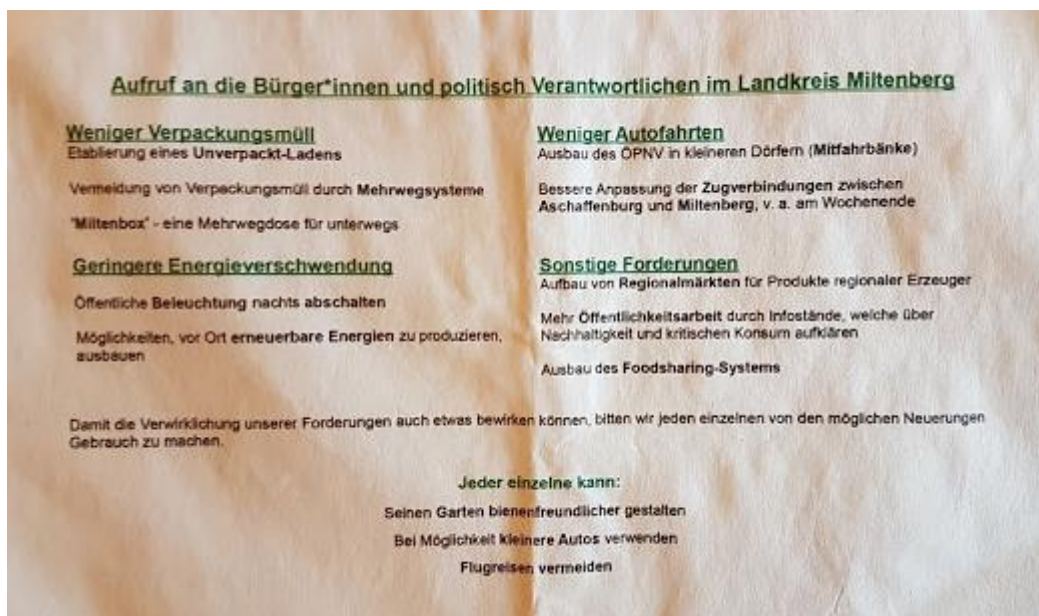 Aufruf an die Bürger*innen und politisch Verantwortlichen im Landkreis Miltenberg
Weniger Verpackungsmüll
Etablierung eines Unverpackt-Ladens
Vermeidung von Verpackungsmüll durch Mehrwegsysteme
"Miltenbox" - eine Mehrwegdose für unterwegs
Geringere Energieverschwendung
Öffentliche Beleuchtung nachts abschalten
Möglichkeiten, vor Ort erneuerbare Energien zu produzieren,
ausbauen
Weniger Autofahrten
Ausbau des ÖPNV in kleineren Dörfern (Mitfahrbänke)
Bessere Anpassung der Zugverbindungen zwischen
Aschaffenburg und Miltenberg, v. a. am Wochenende
Sonstige Forderungen
Aufbau von Regionalmärkten für Produkte regionaler Erzeuger
Mehr Öffentlichkeitsarbeit durch Infostände, welche über
Nachhaltigkeit und kritischen Konsum aufklären
Ausbau des Foodsharing-Systems
Damit die Verwirklichung unserer Forderungen auch etwas bewirken können, bitten wir jeden einzelnen von den möglichen Neuerungen
Gebrauch zu machen.
Jeder einzelne kann:
Seinen Garten bienenfreundlicher gestalten
Bei Möglichkeit kleinere Autos verwenden
Flugreisen vermeiden